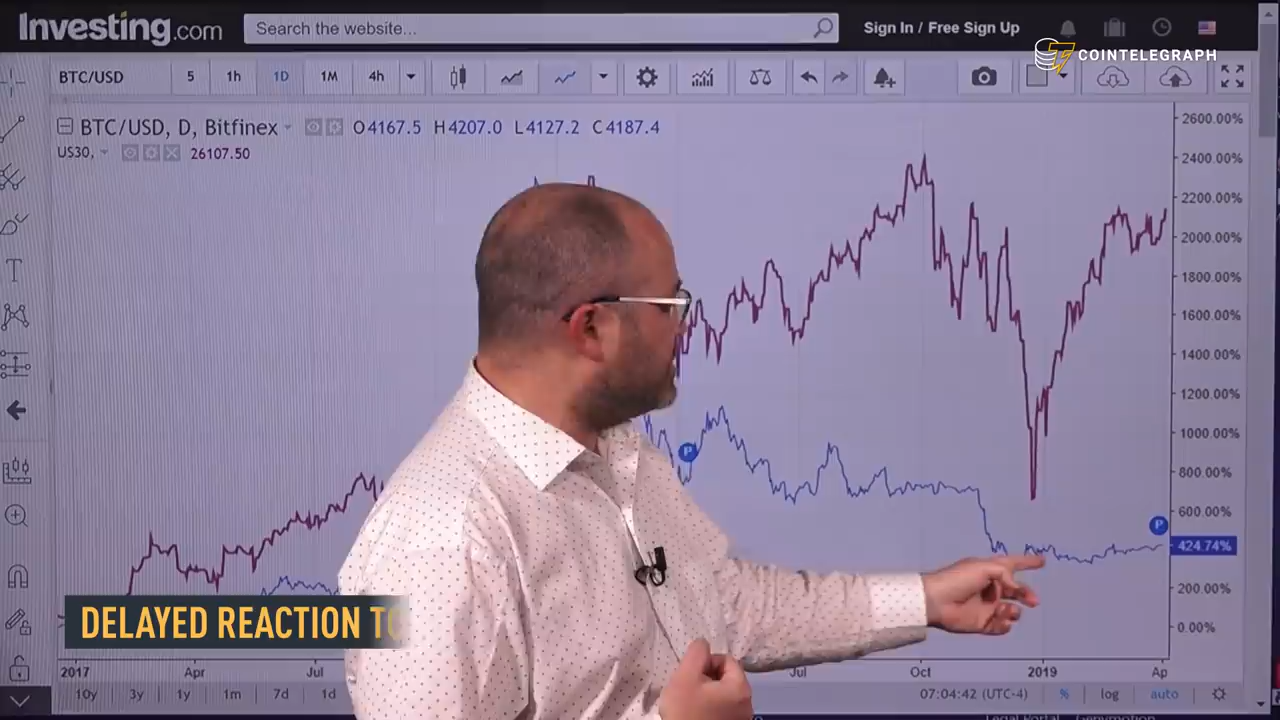 Investing.com Search the website... Sign In / Free Sign Up
COINTELEGRAPH
BTC/USD 5 1h 1D 1M 4h
BTC/USD, D, Bitfinex O4167.5 H4207.0 L4127.2 C4187.4
US30, 26107.50
2600.00%
2400.00%
2200.00%
2000.00%
1800.00%
1600.00%
1400.00%
1200.00%
1000.00%
800.00%
600.00%
424.74%
200.00%
0.00%
P
P
T
DELAYED REACTION TO
2017 Apr Jul Jul Oct 2019 Ap
10y 3y 1y 1m 7d 1d 07:04:42 (UTC-4) % log auto